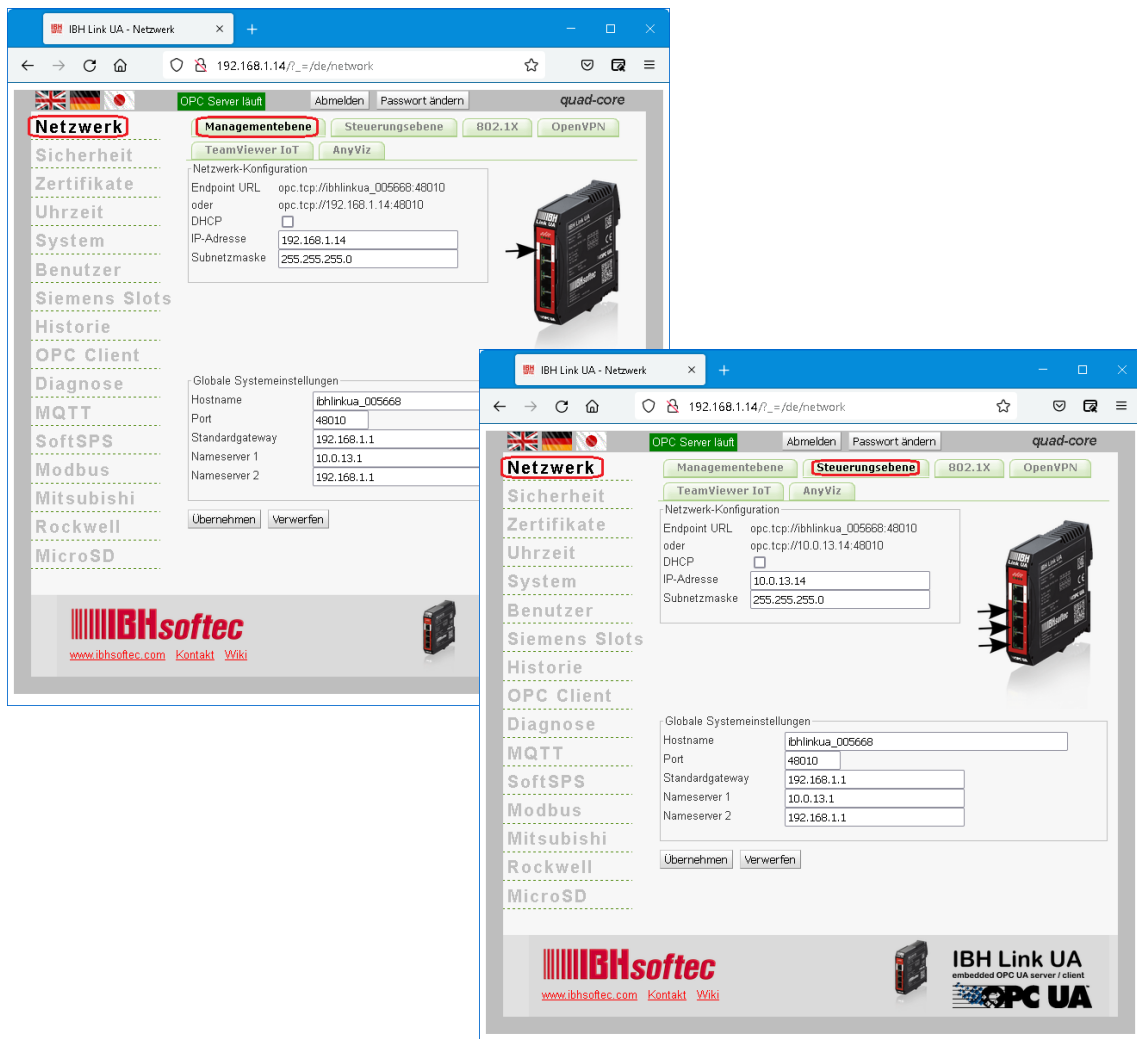 IBH Link UA - Netzwerk
192.168.1.14/?_=/de/network
OPC Server läuft Abmelden Passwort ändern quad-core
Netzwerk
Sicherheit
Zertifikate
Uhrzeit
System
Benutzer
Siemens Slots
Historie
OPC Client
Diagnose
MQTT
SoftSPS
Modbus
Mitsubishi
Rockwell
MicroSD
Managementebene Steuerungsebene 802.1X OpenVPN
TeamViewer IoT AnyViz
Netzwerk-Konfiguration
Endpoint URL opc.tcp://ibhlinkua_005668:48010
oder opc.tcp://192.168.1.14:48010
DHCP
IP-Adresse 192.168.1.14
Subnetzmaske 255.255.255.0
IBH
Link UA
Globale Systemeinstellungen
Hostname ibhlinkua_005668
Port 48010
Standardgateway 192.168.1.1
Nameserver 1 10.0.13.1
Nameserver 2 192.168.1.1
Übernehmen Verwerfen
IBHsoftec
www.ibhsoftec.com Kontakt Wiki
IBH Link UA - Netzwerk
192.168.1.14/?_=/de/network
OPC Server läuft Abmelden Passwort ändern quad-core
Netzwerk
Sicherheit
Zertifikate
Uhrzeit
System
Benutzer
Siemens Slots
Historie
OPC Client
Diagnose
MQTT
SoftSPS
Modbus
Mitsubishi
Rockwell
MicroSD
Managementebene Steuerungsebene 802.1X OpenVPN
TeamViewer IoT AnyViz
Netzwerk-Konfiguration
Endpoint URL opc.tcp://ibhlinkua_005668:48010
oder opc.tcp://10.0.13.14:48010
DHCP
IP-Adresse 10.0.13.14
Subnetzmaske 255.255.255.0
IBH
Link UA
Globale Systemeinstellungen
Hostname ibhlinkua_005668
Port 48010
Standardgateway 192.168.1.1
Nameserver 1 10.0.13.1
Nameserver 2 192.168.1.1
Übernehmen Verwerfen
IBHsoftec
www.ibhsoftec.com Kontakt Wiki
IBH Link UA
embedded OPC UA server / client
OPC UA